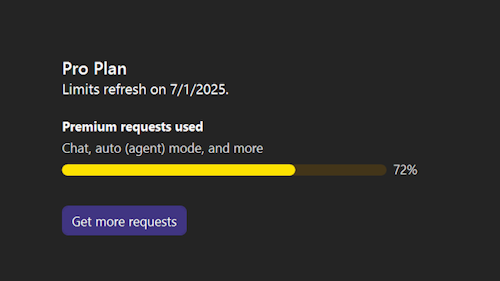 Pro Plan
Limits refresh on 7/1/2025.
Premium requests used
Chat, auto (agent) mode, and more
72%
Get more requests